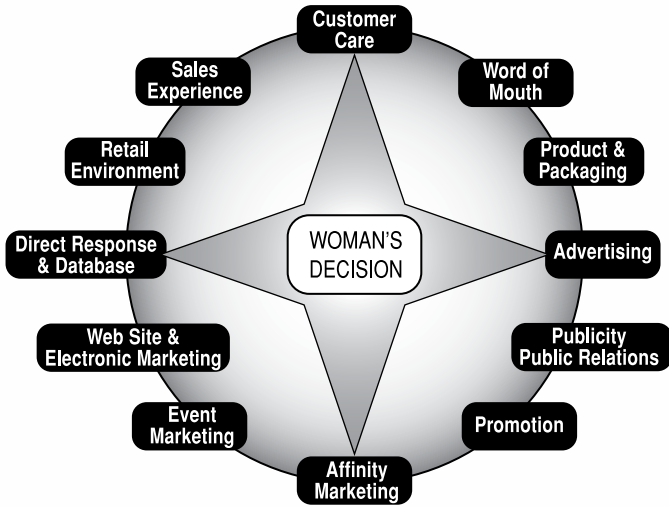 Customer
Care
Word of
Mouth
Product &
Packaging
Advertising
Publicity
Public Relations
Promotion
Affinity
Marketing
Event
Marketing
Web Site &
Electronic Marketing
Direct Response
& Database
Retail
Environment
Sales
Experience
WOMAN'S
DECISION